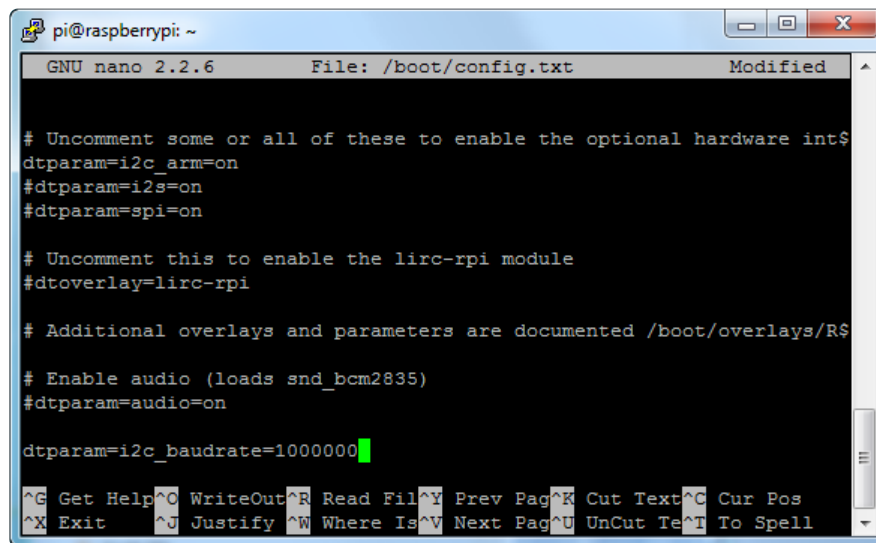 pi@raspberrypi: ~
GNU nano 2.2.6 File: /boot/config.txt Modified
# Uncomment some or all of these to enable the optional hardware int$
dtparam=i2c_arm=on
#dtparam=i2s=on
#dtparam=spi=on
# Uncomment this to enable the lirc-rpi module
#dtoverlay=lirc-rpi
# Additional overlays and parameters are documented /boot/overlays/R$
# Enable audio (loads snd_bcm2835)
#dtparam=audio=on
dtparam=i2c_baudrate=1000000
^G Get Help^O WriteOut^R Read Fil^Y Prev Pag^K Cut Text^C Cur Pos
^X Exit ^J Justify ^W Where Is^V Next Pag^U UnCut Te^T To Spell